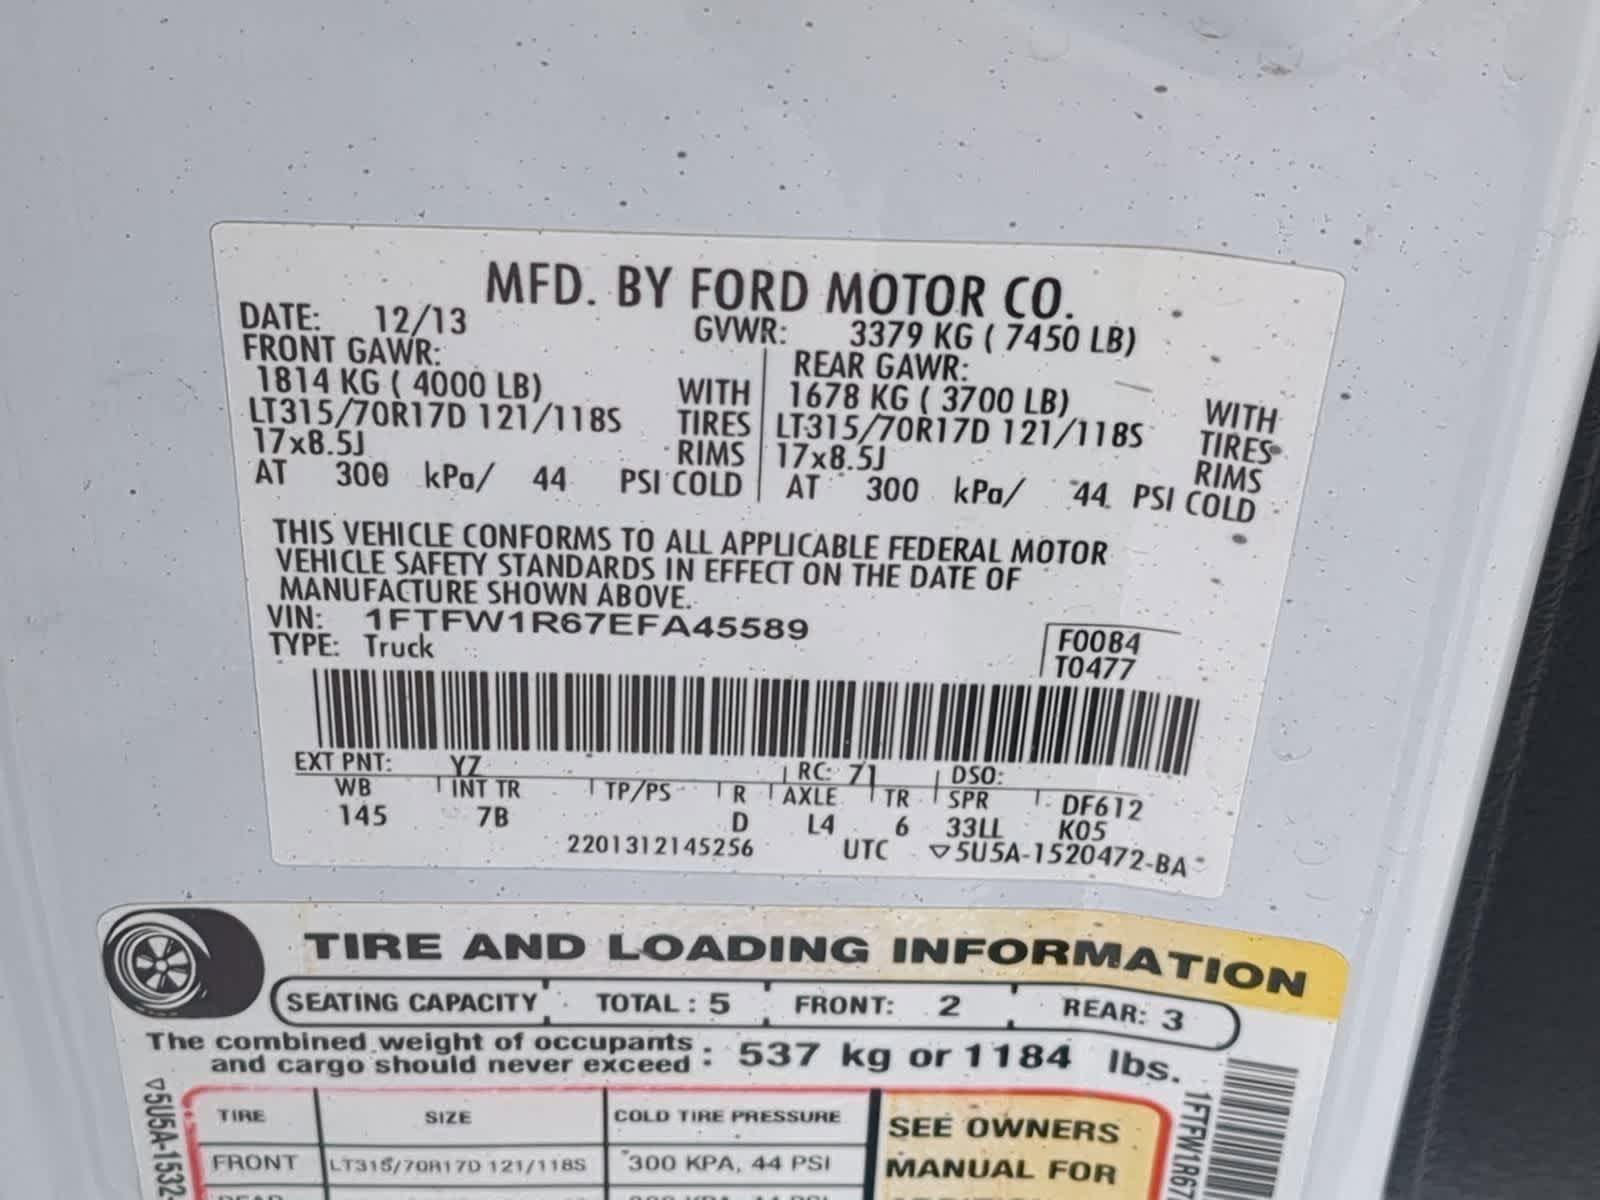 MFD. BY FORD MOTOR CO.
DATE: 12/13 GVWR: 3379 KG ( 7450 LB)
FRONT GAWR: REAR GAWR:
1814 KG ( 4000 LB) WITH 1678 KG ( 3700 LB) WITH
LT315/70R17D 121/118S TIRES LT315/70R17D 121/118S TIRES
17x8.5J RIMS 17x8.5J RIMS
AT 300 kPa/ 44 PSI COLD AT 300 kPa/ 44 PSI COLD
THIS VEHICLE CONFORMS TO ALL APPLICABLE FEDERAL MOTOR
VEHICLE SAFETY STANDARDS IN EFFECT ON THE DATE OF
MANUFACTURE SHOWN ABOVE.
VIN: 1FTFW1R67EFA45589
TYPE: Truck
F0084
T0477
EXT PNT: YZ RC: 71 DSO:
WB INT TR TP/PS R AXLE TR SPR DF612
145 7B D L4 6 33LL K05
2201312145256 UTC ▽5U5A-1520472-BA
TIRE AND LOADING INFORMATION
SEATING CAPACITY TOTAL : 5 FRONT: 2 REAR: 3
The combined weight of occupants
and cargo should never exceed : 537 kg or 1184 lbs.
TIRE SIZE COLD TIRE PRESSURE SEE OWNERS
FRONT LT315/70R17D 121/118S 300 KPA, 44 PSI MANUAL FOR
▽5U5A-1532
1FTFW1R67